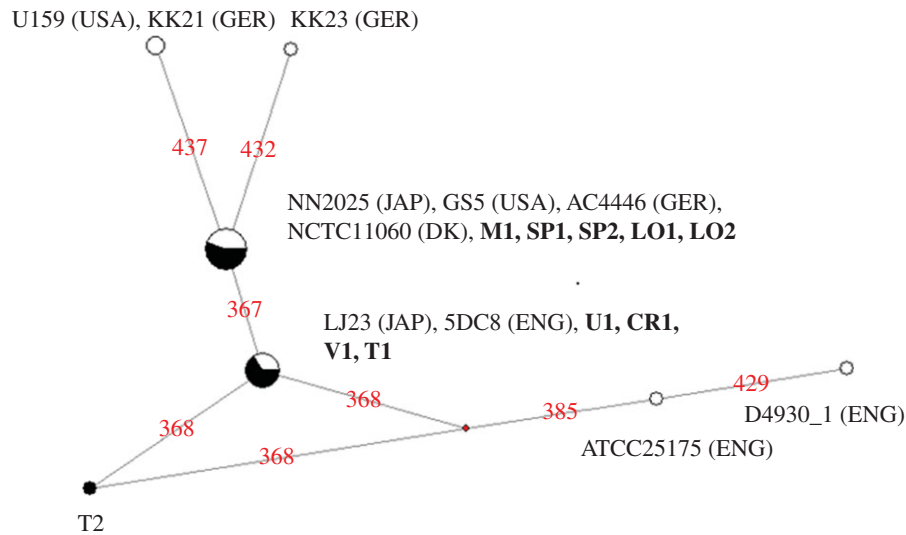 U159 (USA), KK21 (GER) KK23 (GER)
437
432
NN2025 (JAP), GS5 (USA), AC4446 (GER),
NCTC11060 (DK), M1, SP1, SP2, LO1, LO2
367
LJ23 (JAP), 5DC8 (ENG), U1, CR1,
V1, T1
368
368
368
385
429
D4930_1 (ENG)
ATCC25175 (ENG)
T2